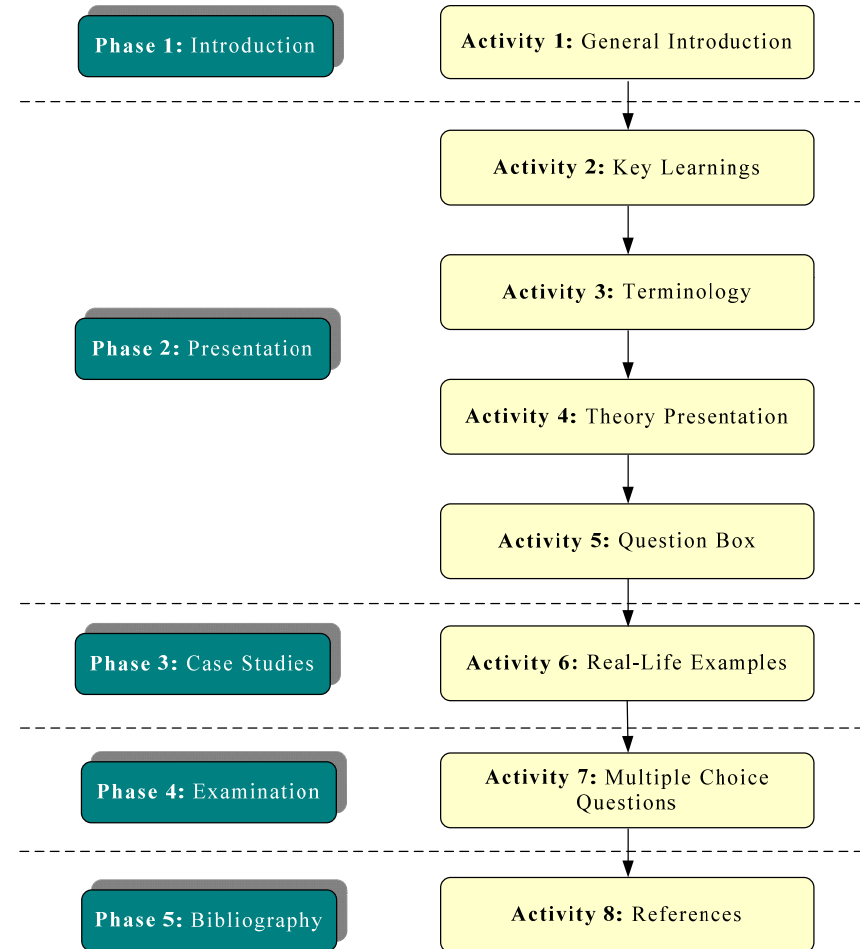 Phase 1: Introduction
Activity 1: General Introduction
Activity 2: Key Learnings
Activity 3: Terminology
Phase 2: Presentation
Activity 4: Theory Presentation
Activity 5: Question Box
Phase 3: Case Studies
Activity 6: Real-Life Examples
Phase 4: Examination
Activity 7: Multiple Choice
Questions
Phase 5: Bibliography
Activity 8: References